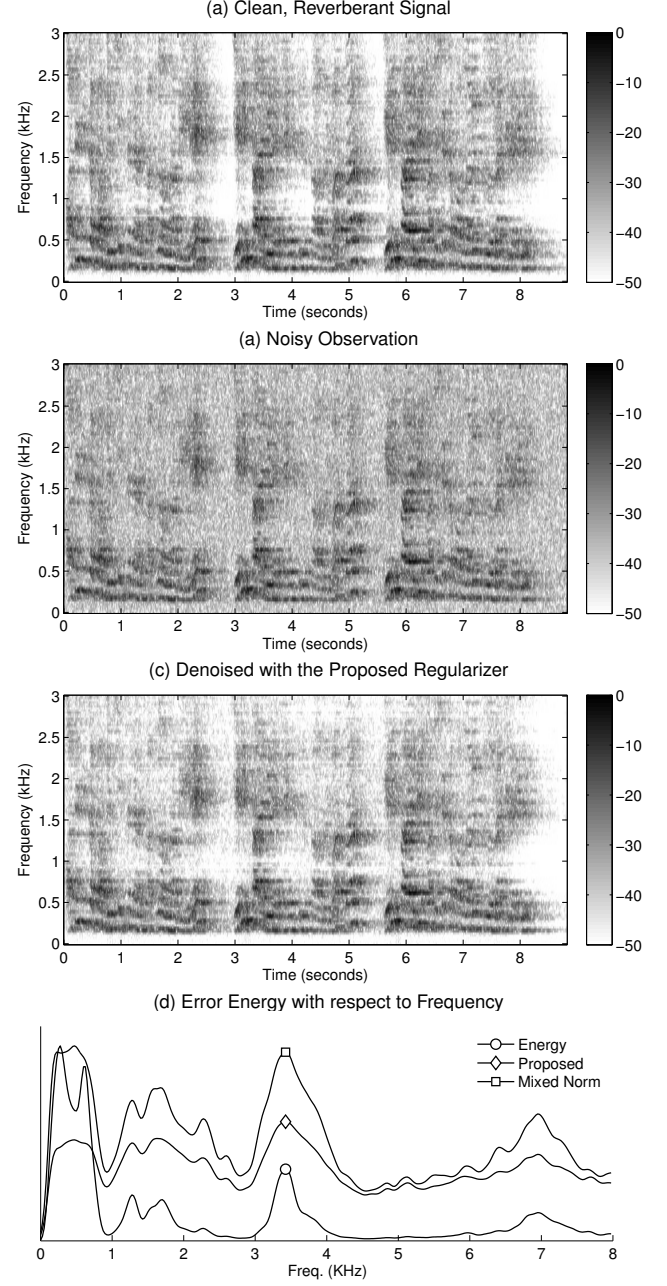 (a) Clean, Reverberant Signal
3
2.5
2
1.5
1
0.5
0
Frequency (kHz)
0 1 2 3 4 5 6 7 8
Time (seconds)
0
−10
−20
−30
−40
−50
(a) Noisy Observation
3
2.5
2
1.5
1
0.5
0
Frequency (kHz)
0 1 2 3 4 5 6 7 8
Time (seconds)
0
−10
−20
−30
−40
−50
(c) Denoised with the Proposed Regularizer
3
2.5
2
1.5
1
0.5
0
Frequency (kHz)
0 1 2 3 4 5 6 7 8
Time (seconds)
0
−10
−20
−30
−40
−50
(d) Error Energy with respect to Frequency
Energy
Proposed
Mixed Norm
0 1 2 3 4 5 6 7 8
Freq. (KHz)